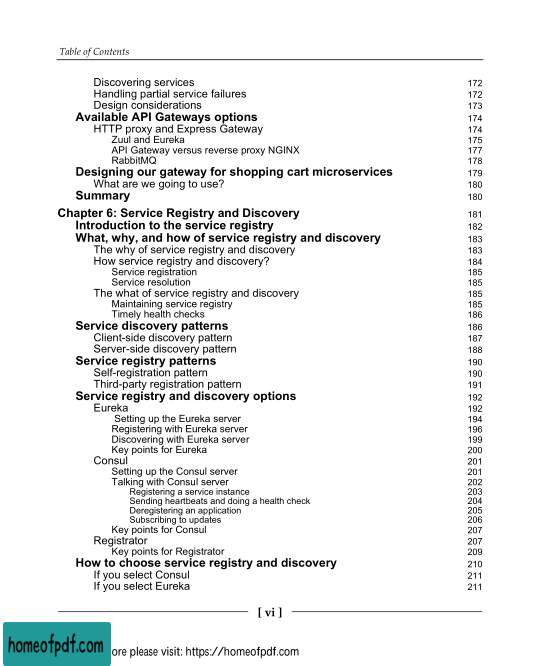 Table of Contents
Discovering services 172
Handling partial service failures 172
Design considerations 173
Available API Gateways options 174
HTTP proxy and Express Gateway 174
Zuul and Eureka 175
API Gateway versus reverse proxy NGINX 177
RabbitMQ 178
Designing our gateway for shopping cart microservices 179
What are we going to use? 180
Summary 180
Chapter 6: Service Registry and Discovery 181
Introduction to the service registry 182
What, why, and how of service registry and discovery 183
The why of service registry and discovery 183
How service registry and discovery? 184
Service registration 185
Service resolution 185
The what of service registry and discovery 185
Maintaining service registry 185
Timely health checks 186
Service discovery patterns 186
Client-side discovery pattern 187
Server-side discovery pattern 188
Service registry patterns 190
Self-registration pattern 190
Third-party registration pattern 191
Service registry and discovery options 192
Eureka 192
Setting up the Eureka server 194
Registering with Eureka server 196
Discovering with Eureka server 199
Key points for Eureka 200
Consul 201
Setting up the Consul server 201
Talking with Consul server 202
Registering a service instance 203
Sending heartbeats and doing a health check 204
Deregistering an application 205
Subscribing to updates 206
Key points for Consul 207
Registrator 207
Key points for Registrator 209
How to choose service registry and discovery 210
If you select Consul 211
If you select Eureka 211
[ vi ]
homeofpdf.com ore please visit: https://homeofpdf.com